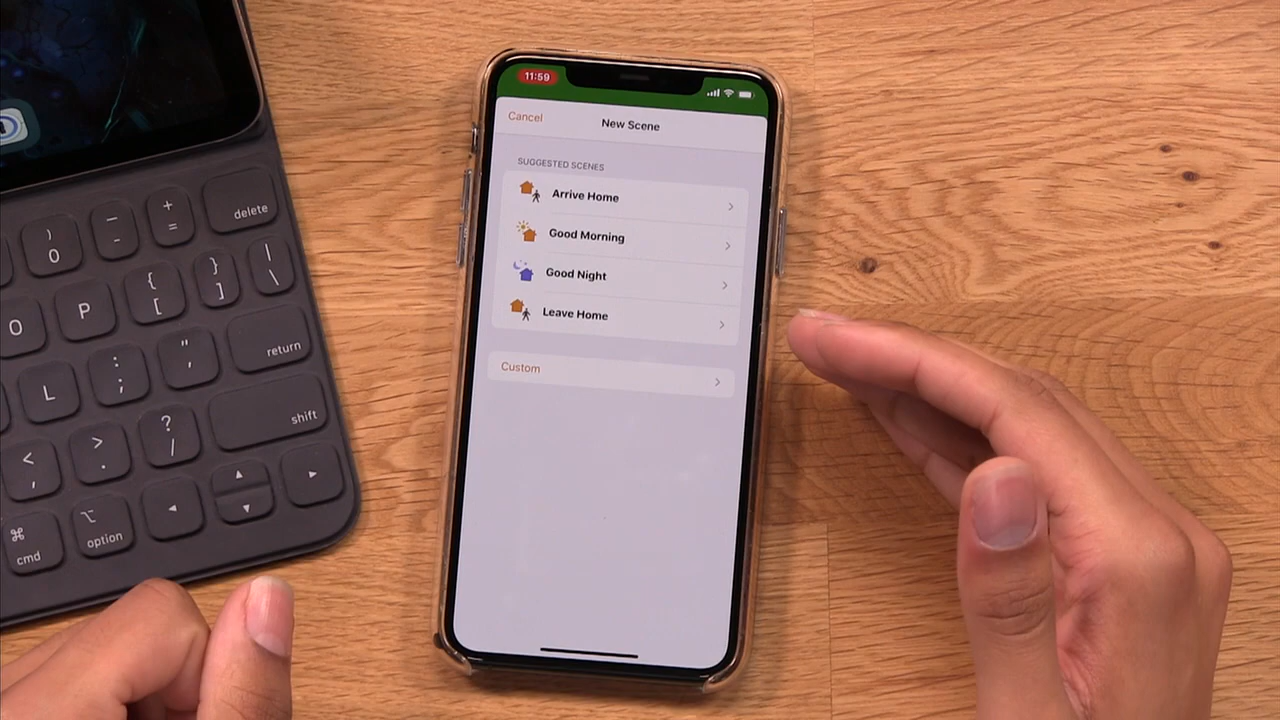 11:59
Cancel
New Scene
SUGGESTED SCENES
Arrive Home
Good Morning
Good Night
Leave Home
Custom
)
0
_
-
+
=
delete
O
P
{
[
}
]
|
\
L
:
;
"
'
return
<
,
>
.
?
/
shift
⌘
cmd
⌥
option
◄
▲
▼
►